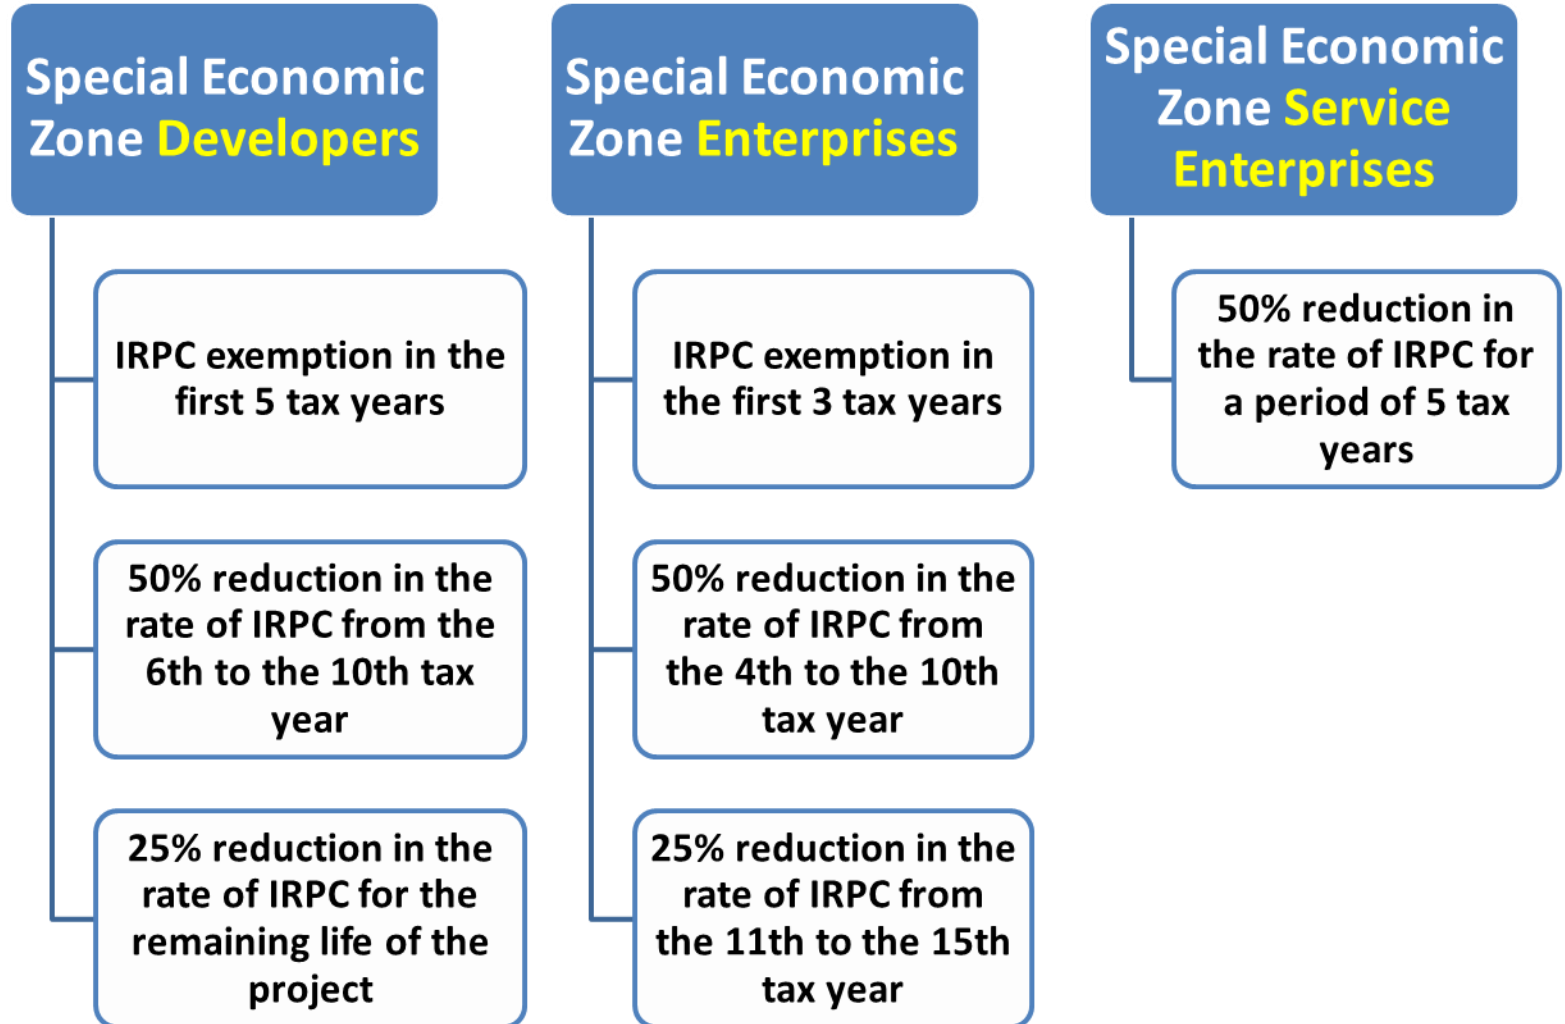 Special Economic
Zone Developers
IRPC exemption in the
first 5 tax years
50% reduction in the
rate of IRPC from the
6th to the 10th tax
year
25% reduction in the
rate of IRPC for the
remaining life of the
project
Special Economic
Zone Enterprises
IRPC exemption in
the first 3 tax years
50% reduction in the
rate of IRPC from
the 4th to the 10th
tax year
25% reduction in the
rate of IRPC from
the 11th to the 15th
tax year
Special Economic
Zone Service
Enterprises
50% reduction in
the rate of IRPC for
a period of 5 tax
years